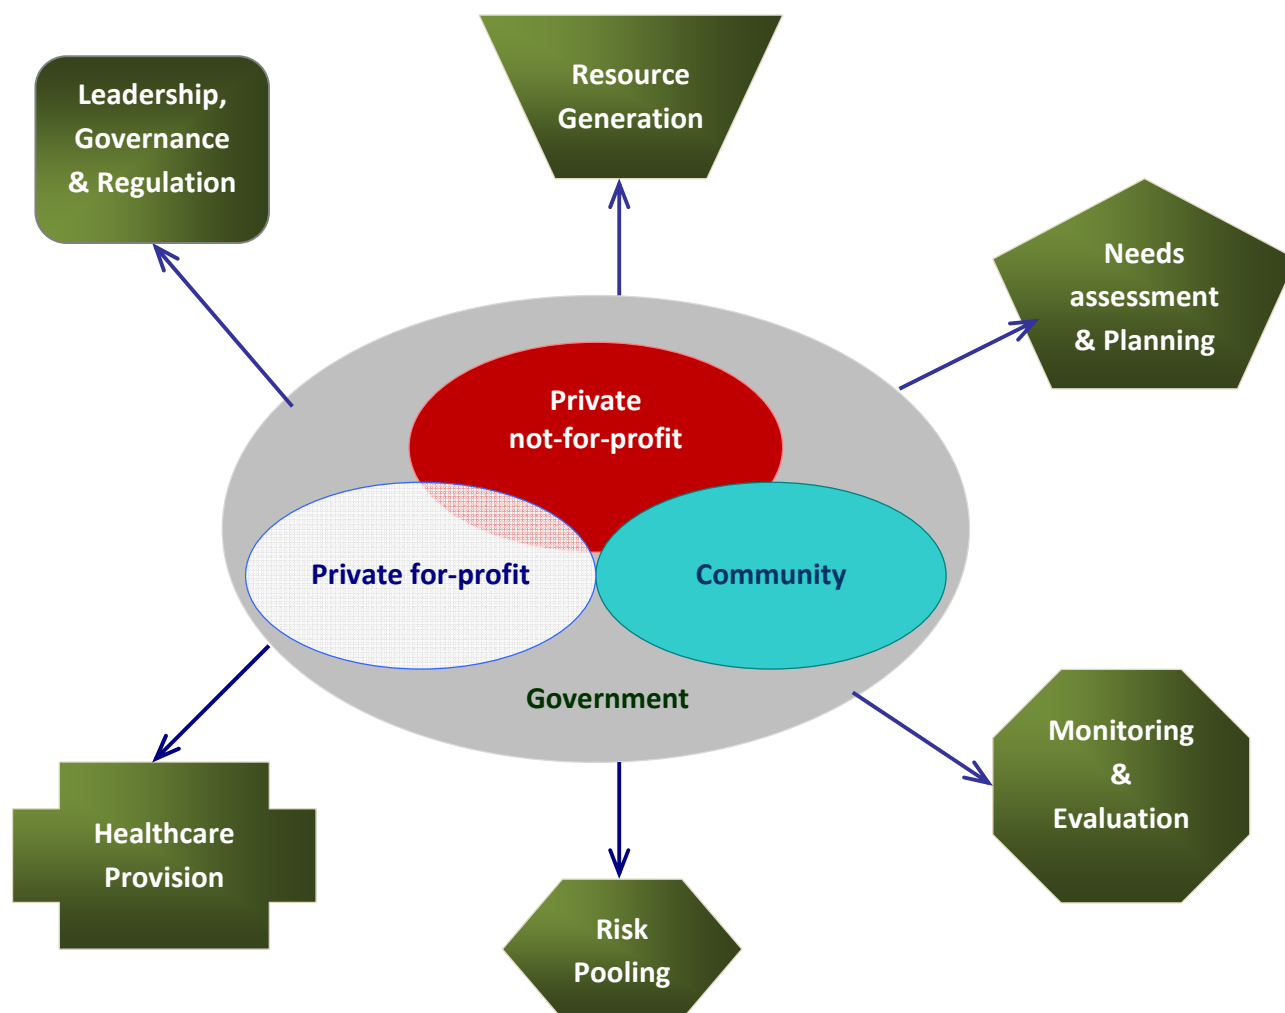 Leadership,
Governance
& Regulation
Resource
Generation
Needs
assessment
& Planning
Private
not-for-profit
Private for-profit
Community
Government
Monitoring
&
Evaluation
Healthcare
Provision
Risk
Pooling